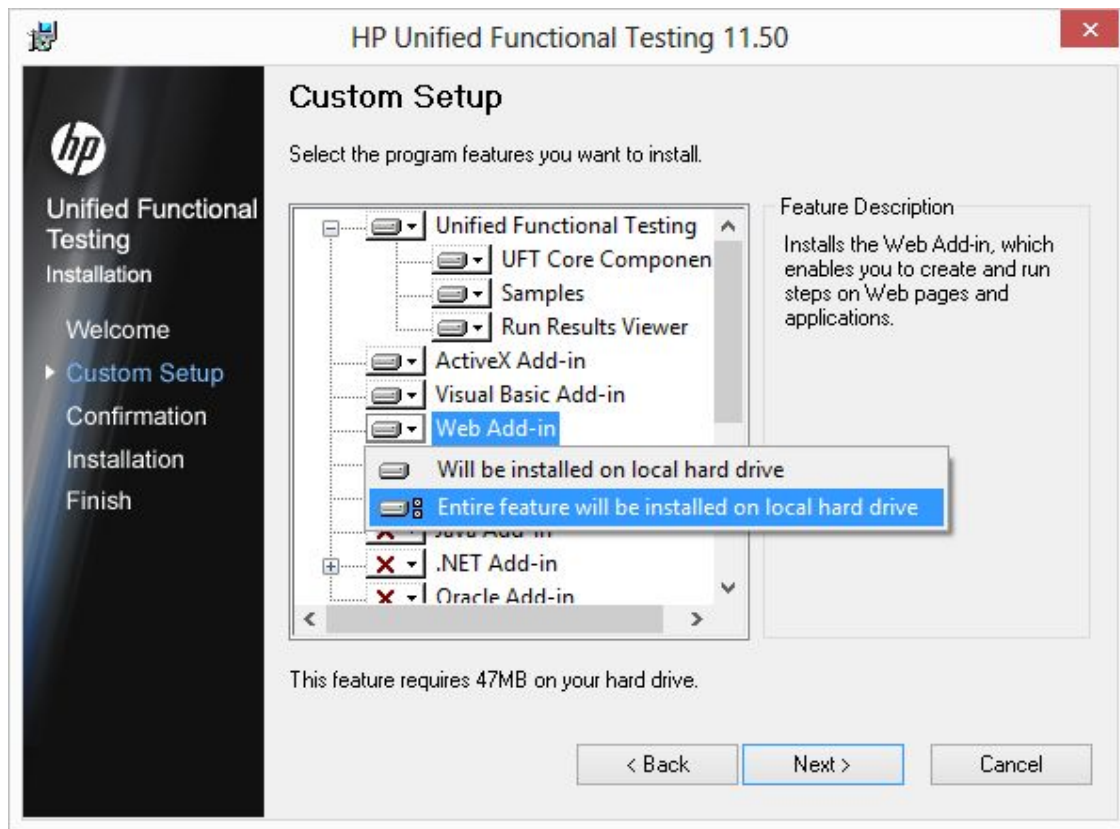 HP Unified Functional Testing 11.50
hp
Unified Functional
Testing
Installation
Welcome
Custom Setup
Confirmation
Installation
Finish
Custom Setup
Select the program features you want to install.
Unified Functional Testing
UFT Core Componen
Samples
Run Results Viewer
ActiveX Add-in
Visual Basic Add-in
Web Add-in
Will be installed on local hard drive
Entire feature will be installed on local hard drive
Java Add-in
.NET Add-in
Oracle Add-in
Feature Description
Installs the Web Add-in, which
enables you to create and run
steps on Web pages and
applications.
This feature requires 47MB on your hard drive.
< Back
Next >
Cancel